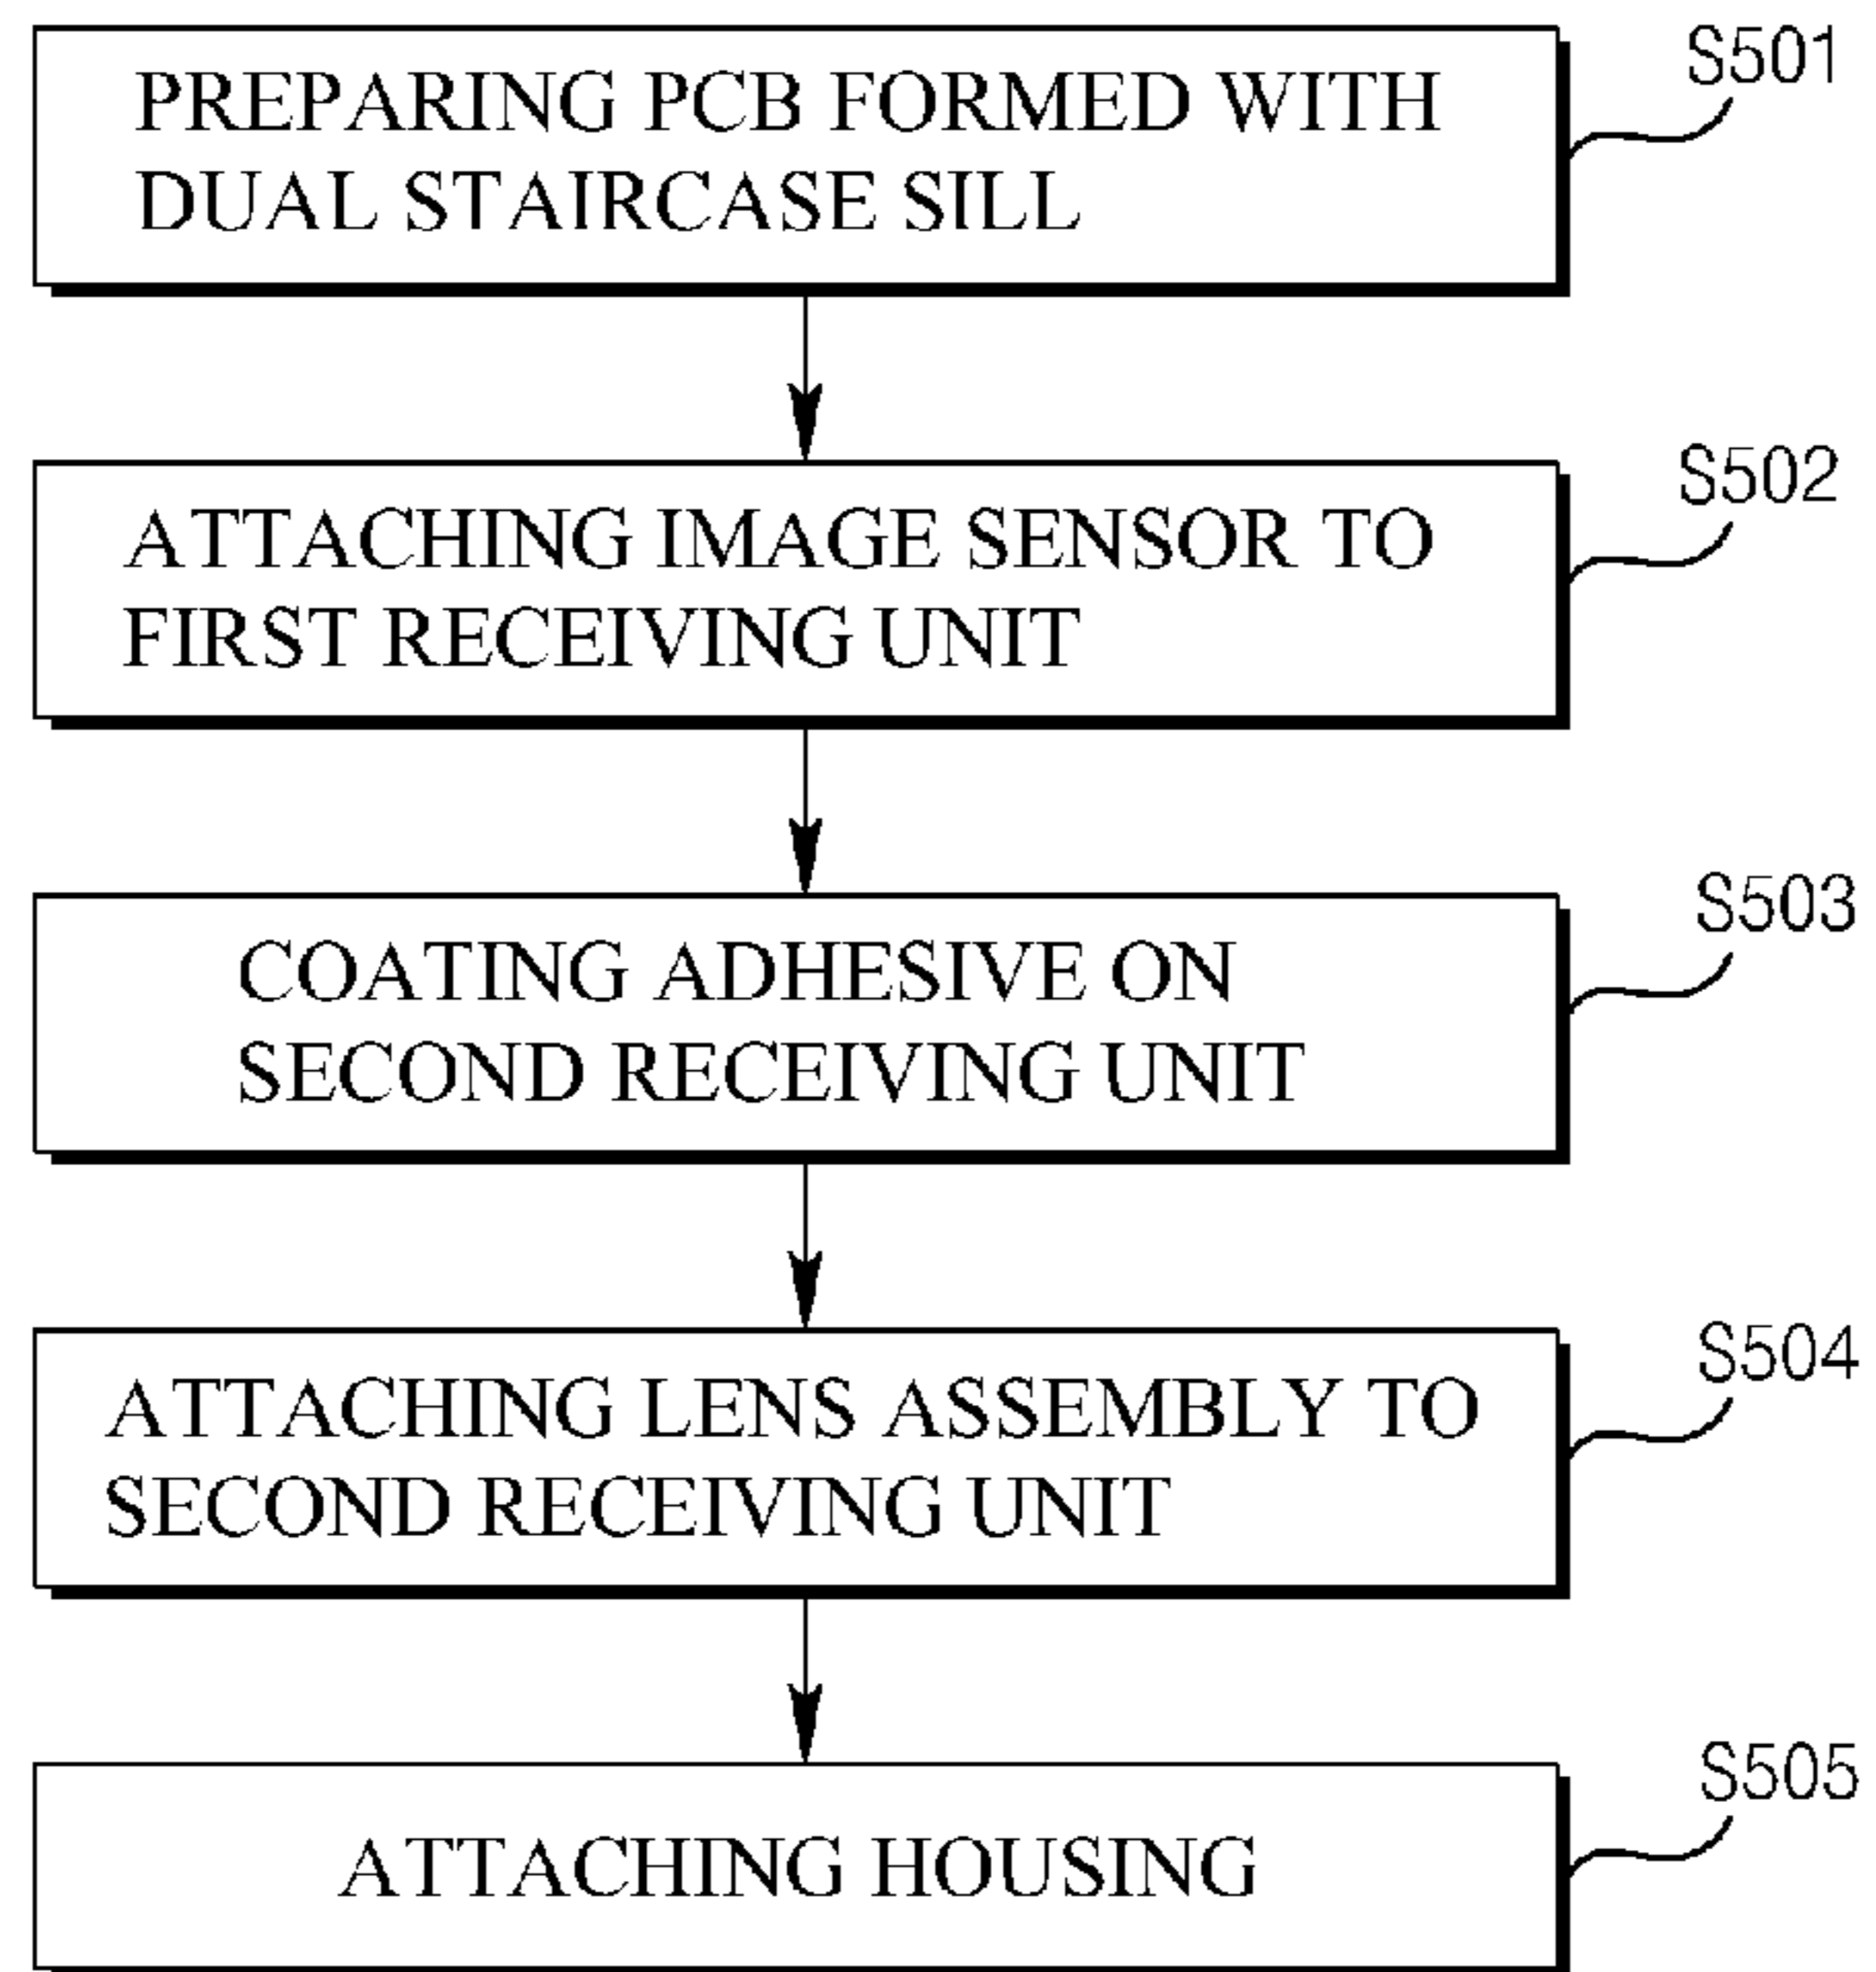 PREPARING PCB FORMED WITH
DUAL STAIRCASE SILL
S501
ATTACHING IMAGE SENSOR TO
FIRST RECEIVING UNIT
S502
COATING ADHESIVE ON
SECOND RECEIVING UNIT
S503
ATTACHING LENS ASSEMBLY TO
SECOND RECEIVING UNIT
S504
ATTACHING HOUSING
S505